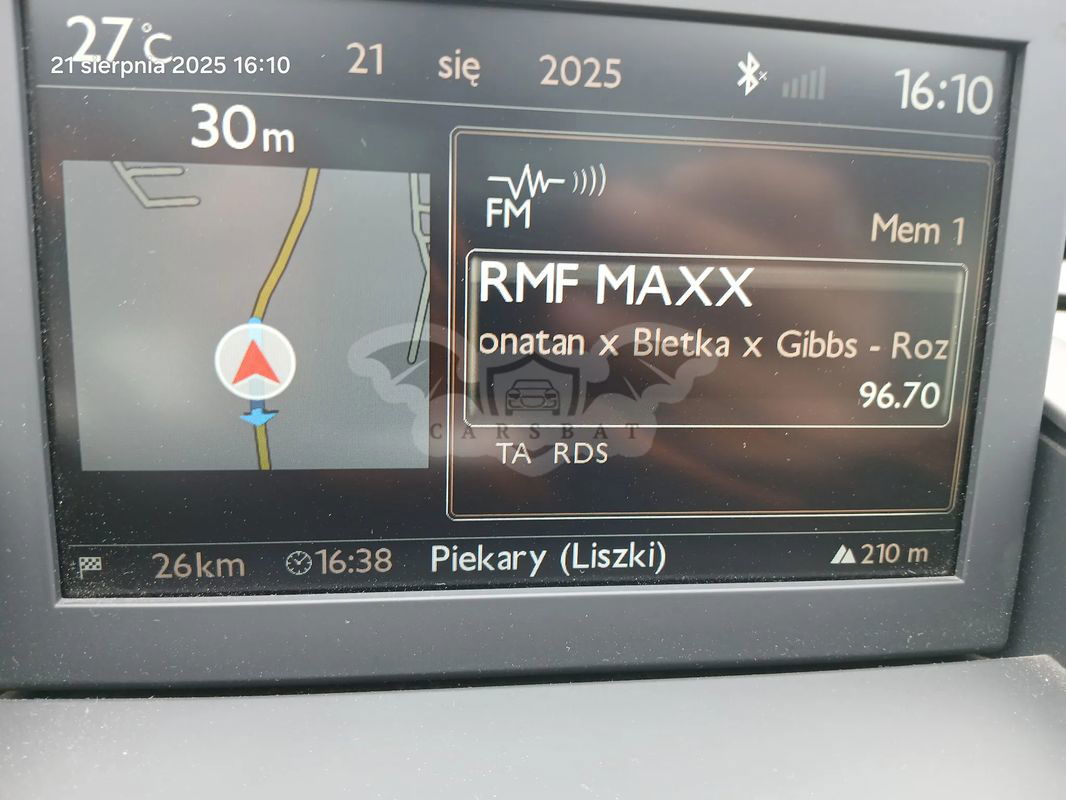 27°C
21 sierpnia 2025 16:10
21 się 2025
16:10
30m
FM
Mem 1
RMF MAXX
onatan x Bletka x Gibbs - Roz
96.70
CARSBAT
TA RDS
26km
16:38
Piekary (Liszki)
210 m